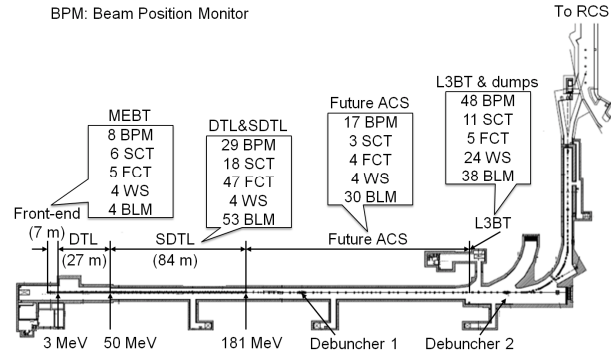 BPM: Beam Position Monitor
To RCS
MEBT
8 BPM
6 SCT
5 FCT
4 WS
4 BLM
DTL&SDTL
29 BPM
18 SCT
47 FCT
4 WS
53 BLM
Future ACS
17 BPM
3 SCT
4 FCT
4 WS
30 BLM
L3BT & dumps
48 BPM
11 SCT
5 FCT
24 WS
38 BLM
Front-end
(7 m)
DTL
(27 m)
SDTL
(84 m)
Future ACS
L3BT
3 MeV
50 MeV
181 MeV
Debuncher 1
Debuncher 2